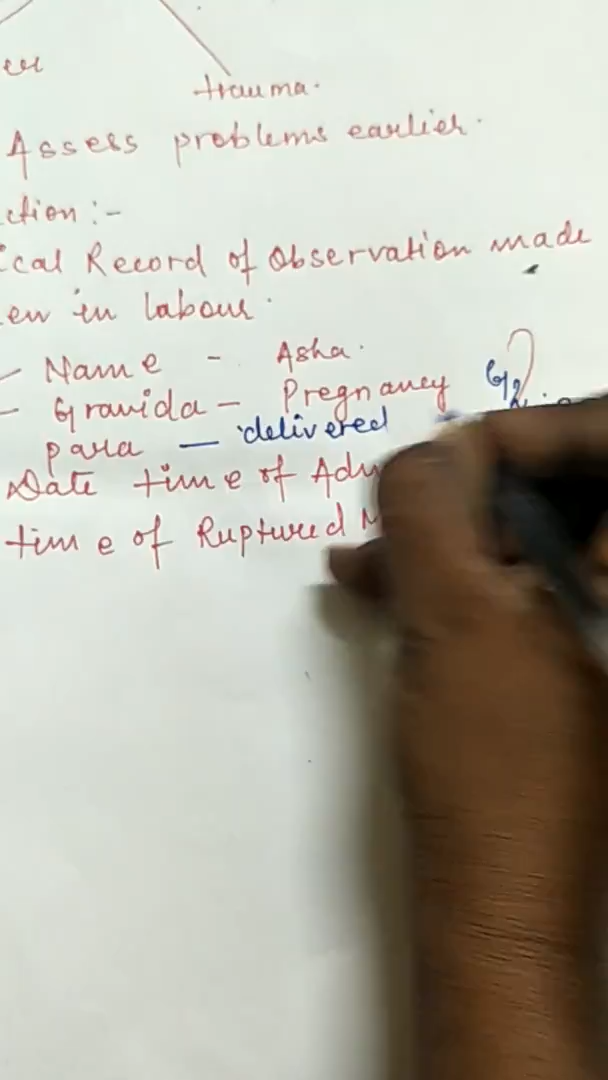 trauma.
Assess problems earlier.
ction :-
ical Record of Observation made
en in labour.
- Name - Asha.
- Gravida - Pregnancy G2
para - delivered
Date time of Adm
time of Ruptured M